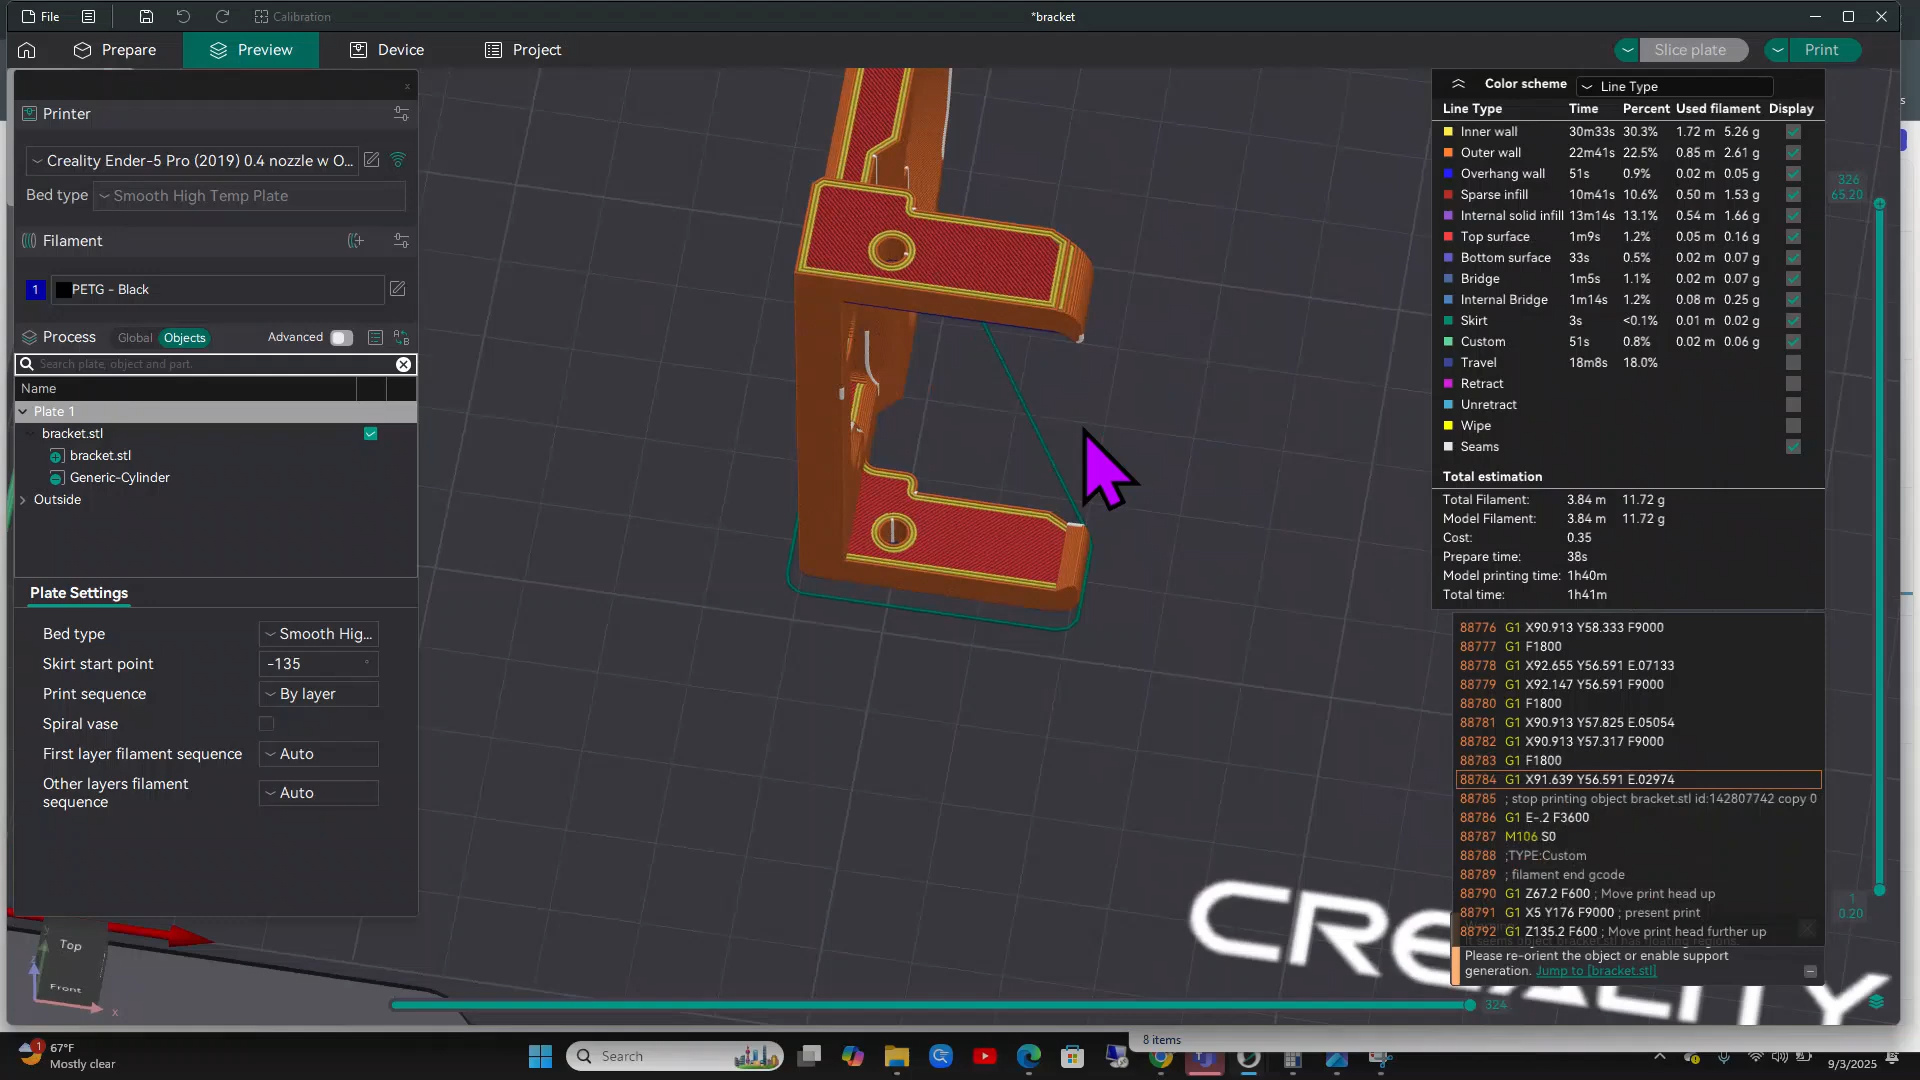 File
Calibration
*bracket
Prepare
Preview
Device
Project
Slice plate
Print
Printer
Creality Ender-5 Pro (2019) 0.4 nozzle w O...
Bed type
Smooth High Temp Plate
Filament
1
PETG - Black
Process
Global
Objects
Advanced
Search plate, object and part.
Name
Plate 1
bracket.stl
bracket.stl
Generic-Cylinder
Outside
Plate Settings
Bed type
Smooth Hig...
Skirt start point
-135
°
Print sequence
By layer
Spiral vase
First layer filament sequence
Auto
Other layers filament
sequence
Auto
Top
Front
x
CREALITY
Color scheme
Line Type
Line Type Time Percent Used filament Display
Inner wall 30m33s 30.3% 1.72 m 5.26 g
Outer wall 22m41s 22.5% 0.85 m 2.61 g
Overhang wall 51s 0.9% 0.02 m 0.05 g
Sparse infill 10m41s 10.6% 0.50 m 1.53 g
Internal solid infill 13m14s 13.1% 0.54 m 1.66 g
Top surface 1m9s 1.2% 0.05 m 0.16 g
Bottom surface 33s 0.5% 0.02 m 0.07 g
Bridge 1m5s 1.1% 0.02 m 0.07 g
Internal Bridge 1m14s 1.2% 0.08 m 0.25 g
Skirt 3s <0.1% 0.01 m 0.02 g
Custom 51s 0.8% 0.02 m 0.06 g
Travel 18m8s 18.0%
Retract
Unretract
Wipe
Seams
Total estimation
Total Filament: 3.84 m 11.72 g
Model Filament: 3.84 m 11.72 g
Cost: 0.35
Prepare time: 38s
Model printing time: 1h40m
Total time: 1h41m
326
65.20
1
0.20
88776 G1 X90.913 Y58.333 F9000
88777 G1 F1800
88778 G1 X92.655 Y56.591 E.07133
88779 G1 X92.147 Y56.591 F9000
88780 G1 F1800
88781 G1 X90.913 Y57.825 E.05054
88782 G1 X90.913 Y57.317 F9000
88783 G1 F1800
88784 G1 X91.639 Y56.591 E.02974
88785 ; stop printing object bracket.stl id:142807742 copy 0
88786 G1 E-.2 F3600
88787 M106 S0
88788 ;TYPE:Custom
88789 ; filament end gcode
88790 G1 Z67.2 F600 ; Move print head up
88791 G1 X5 Y176 F9000 ; present print
88792 G1 Z135.2 F600 ; Move print head further up
It seems object bracket.stl has floating regions.
Please re-orient the object or enable support
generation. Jump to [bracket.stl]
324
8 items
1
67°F
Mostly clear
Search
9/3/2025